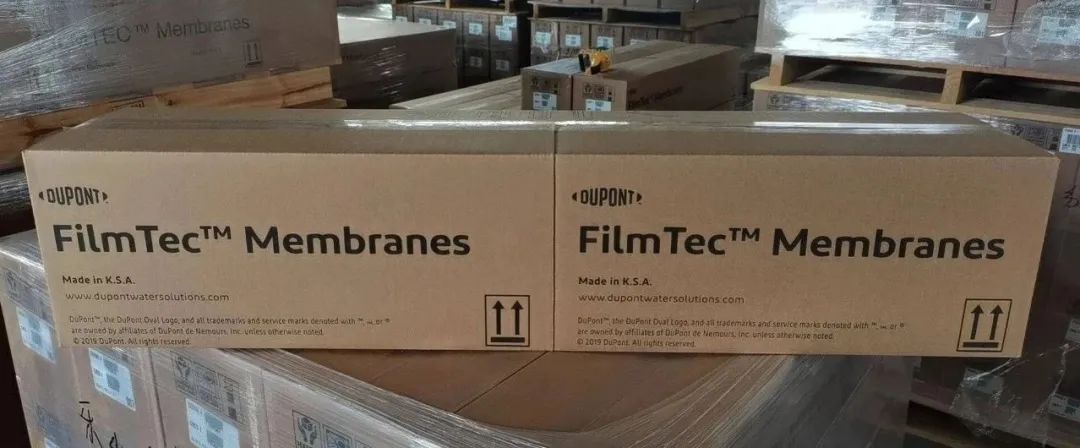 TEC™ Membranes
DUPONT
FilmTec™ Membranes
Made in K.S.A.
www.dupontwatersolutions.com
DuPont™, the DuPont Oval Logo, and all trademarks and service marks denoted with ™, ℠ or ®
are owned by affiliates of DuPont de Nemours, Inc. unless otherwise noted.
© 2019 DuPont. All rights reserved.
DUPONT
FilmTec™ Membranes
Made in K.S.A.
www.dupontwatersolutions.com
DuPont™, the DuPont Oval Logo, and all trademarks and service marks denoted with ™, ℠ or ®
are owned by affiliates of DuPont de Nemours, Inc. unless otherwise noted.
© 2019 DuPont. All rights reserved.